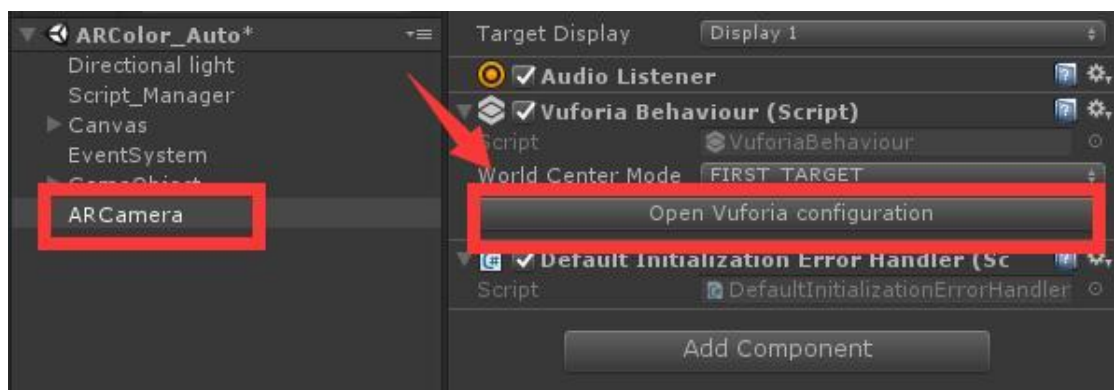 ARColor_Auto*
Directional light
Script_Manager
Canvas
EventSystem
GameObject
ARCamera
Target Display Display 1
Audio Listener
Vuforia Behaviour (Script)
Script VuforiaBehaviour
World Center Mode FIRST_TARGET
Open Vuforia configuration
Default Initialization Error Handler (Sc
Script DefaultInitializationErrorHandler
Add Component